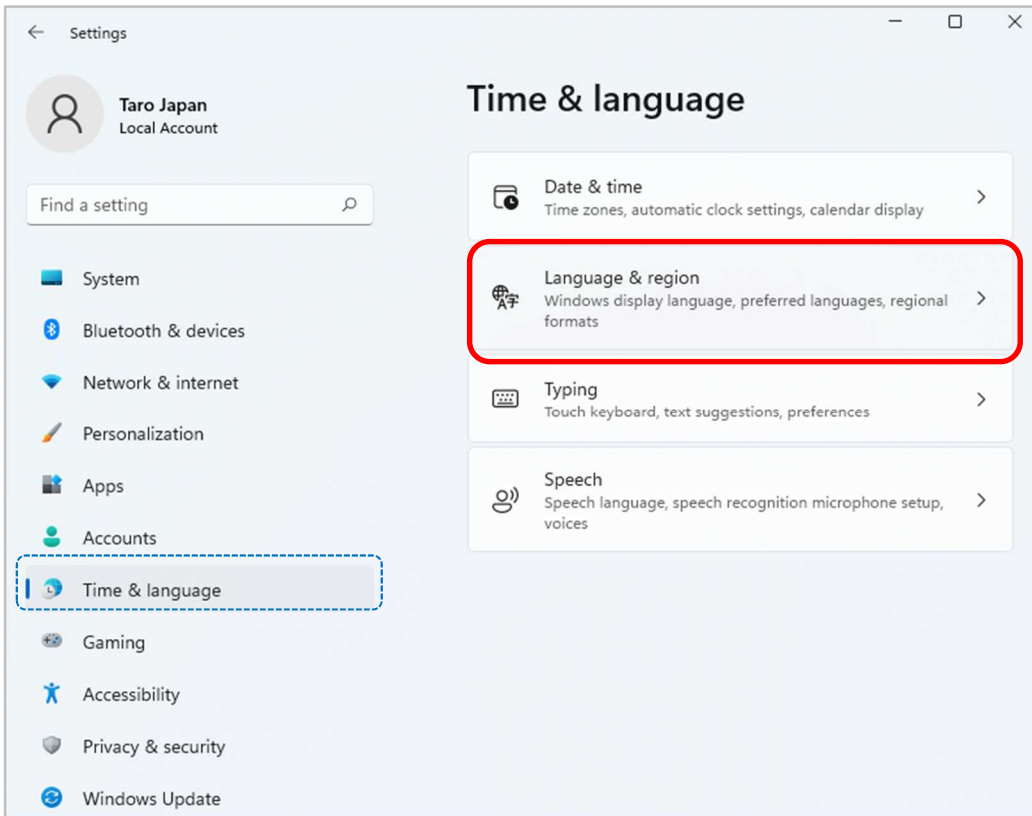 Settings
Taro Japan
Local Account
Find a setting
System
Bluetooth & devices
Network & internet
Personalization
Apps
Accounts
Time & language
Gaming
Accessibility
Privacy & security
Windows Update
Time & language
Date & time
Time zones, automatic clock settings, calendar display
Language & region
Windows display language, preferred languages, regional
formats
Typing
Touch keyboard, text suggestions, preferences
Speech
Speech language, speech recognition microphone setup,
voices